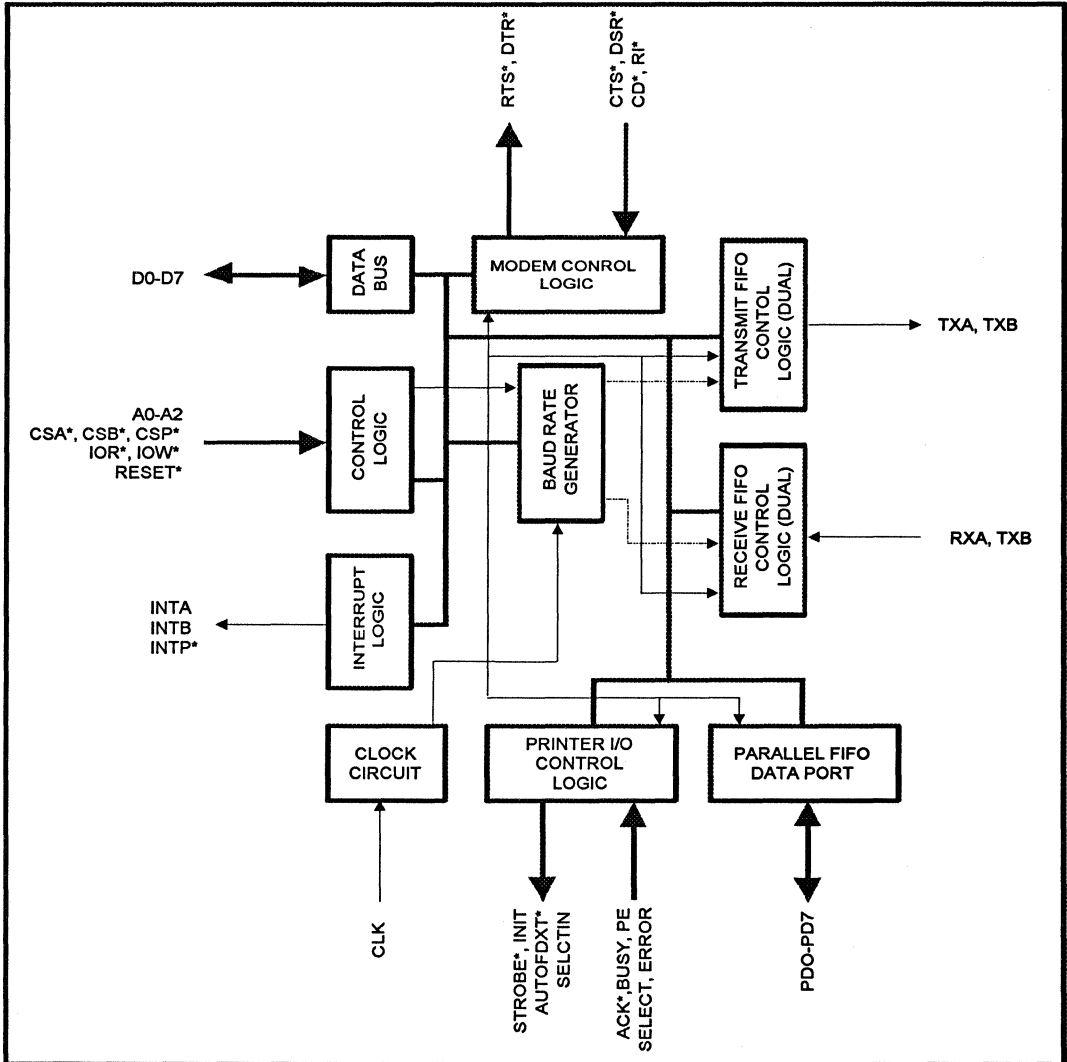 RTS*, DTR*
CTS*, DSR*
CD*, RI*
D0-D7
DATA
BUS
MODEM CONROL
LOGIC
TRANSMIT FIFO
CONTOL
LOGIC (DUAL)
TXA, TXB
A0-A2
CSA*, CSB*, CSP*
IOR*, IOW*
RESET*
CONTROL
LOGIC
BAUD RATE
GENERATOR
RECEIVE FIFO
CONTROL
LOGIC (DUAL)
RXA, TXB
INTA
INTB
INTP*
INTERRUPT
LOGIC
CLOCK
CIRCUIT
PRINTER I/O
CONTROL
LOGIC
PARALLEL FIFO
DATA PORT
CLK
STROBE*, INIT
AUTOFDXT*
SELCTIN
ACK*,BUSY, PE
SELECT, ERROR
PDO-PD7